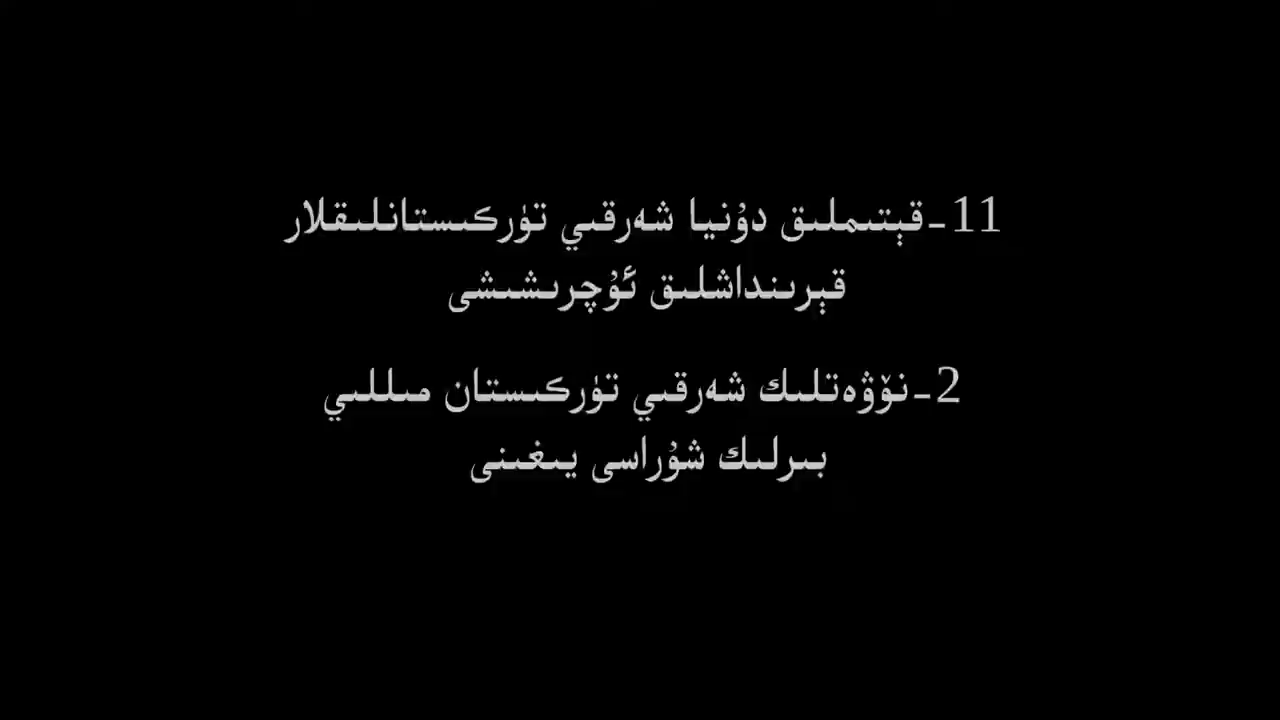 11-قېتىملىق دۇنيا شەرقىي تۈركىستانلىقلار
قېرىنداشلىق ئۇچرىشىشى
2-نۆۋەتلىك شەرقىي تۈركىستان مىللىي
بىرلىك شۇراسى يىغىنى